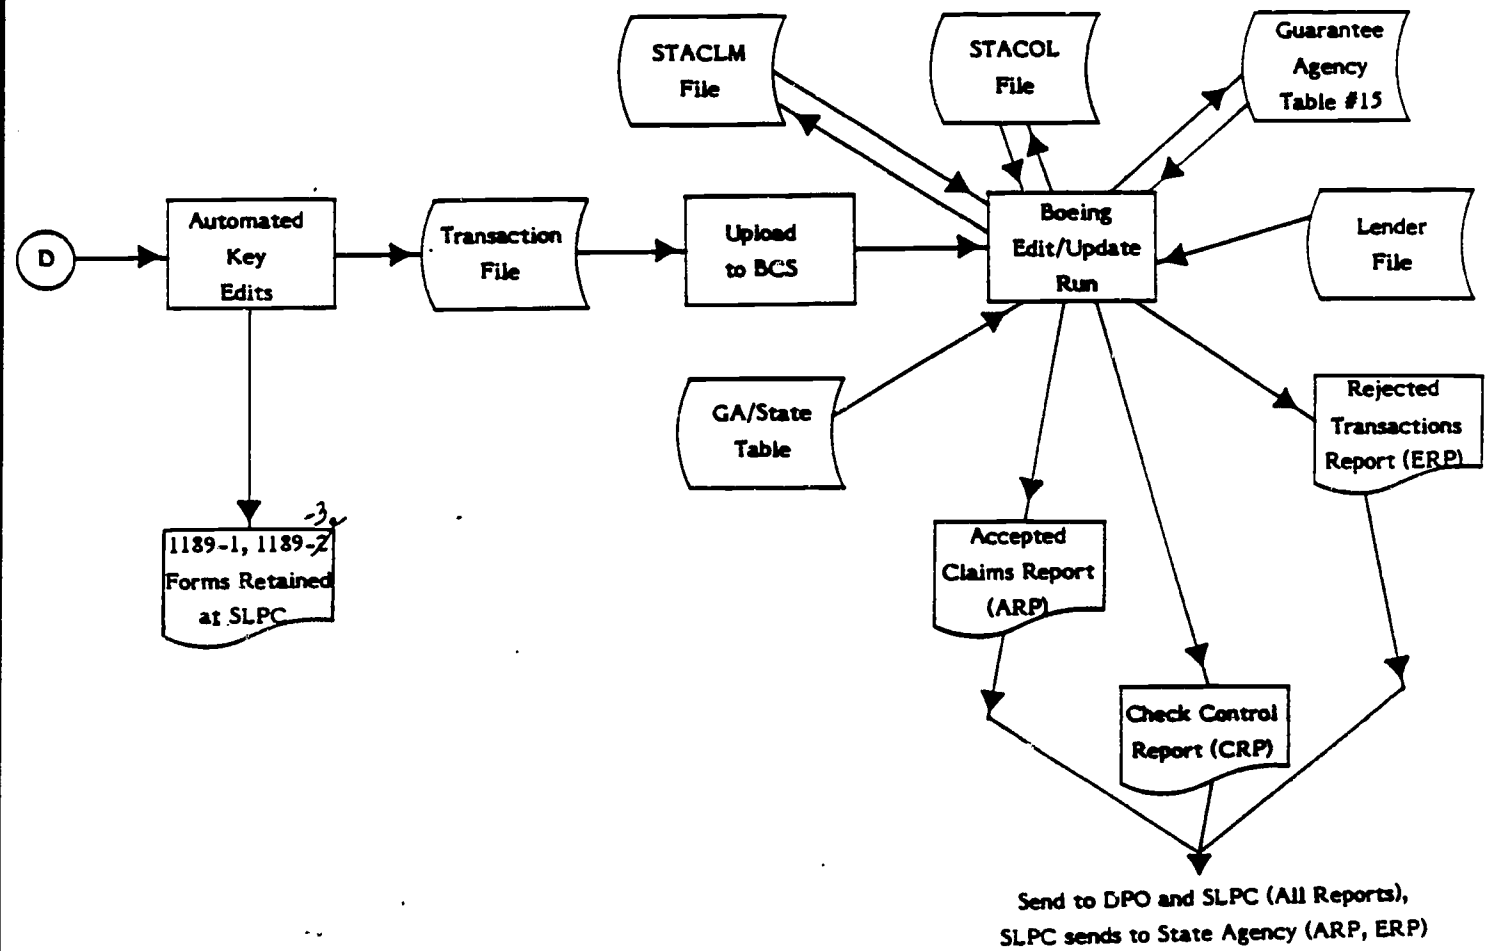 STACLM
File
STACOL
File
Guarantee
Agency
Table #15
D
Automated
Key
Edits
Transaction
File
Upload
to BCS
Boeing
Edit/Update
Run
Lender
File
GA/State
Table
Rejected
Transactions
Report (ERP)
-3
1189-1, 1189-2
Forms Retained
at SLPC
Accepted
Claims Report
(ARP)
Check Control
Report (CRP)
Send to DPO and SLPC (All Reports),
SLPC sends to State Agency (ARP, ERP)